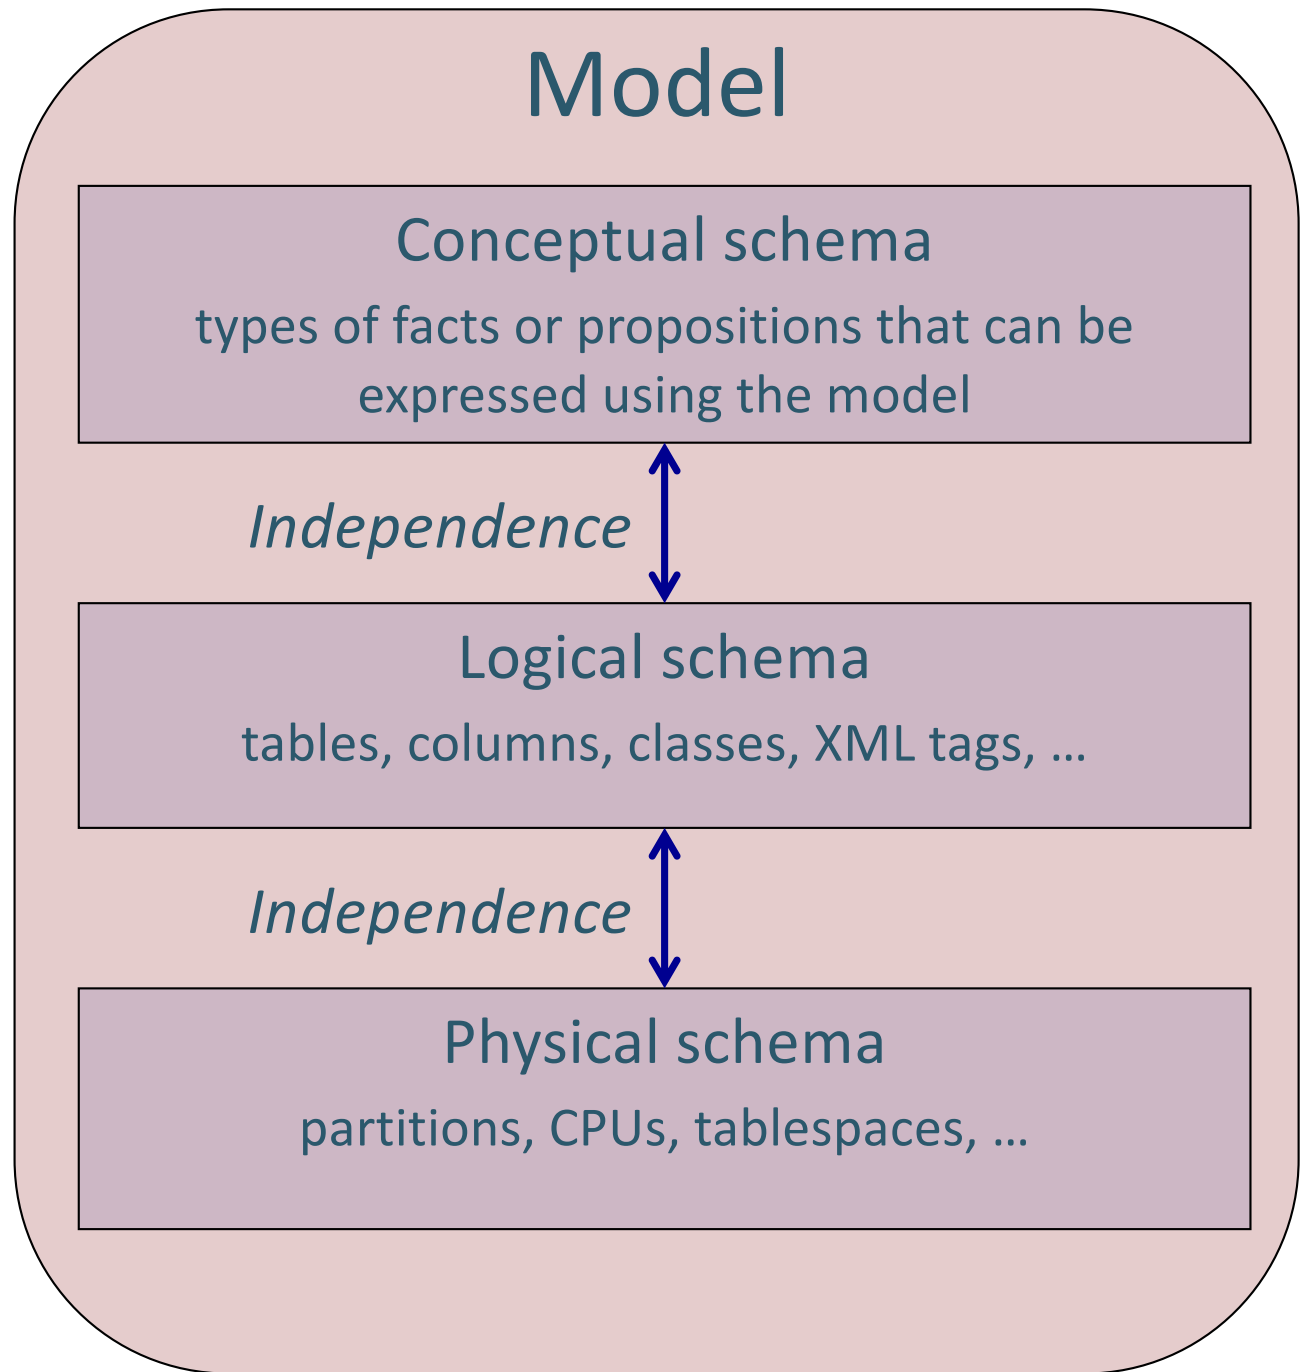 Model
Conceptual schema
types of facts or propositions that can be
expressed using the model
Independence
Logical schema
tables, columns, classes, XML tags, …
Independence
Physical schema
partitions, CPUs, tablespaces, …